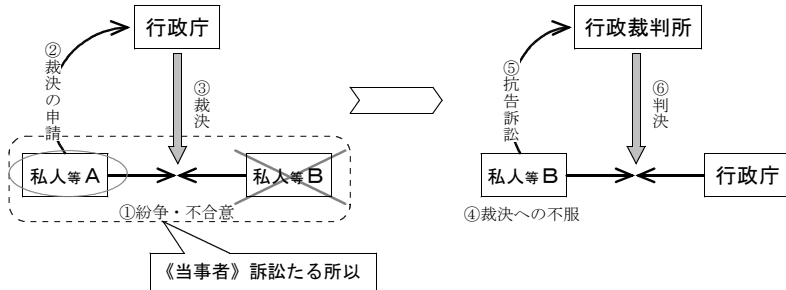 行政庁
②裁決の申請
③裁決
私人等A
私人等B
①紛争・不合意
《当事者》訴訟たる所以
行政裁判所
⑤抗告訴訟
⑥判決
私人等B
行政庁
④裁決への不服